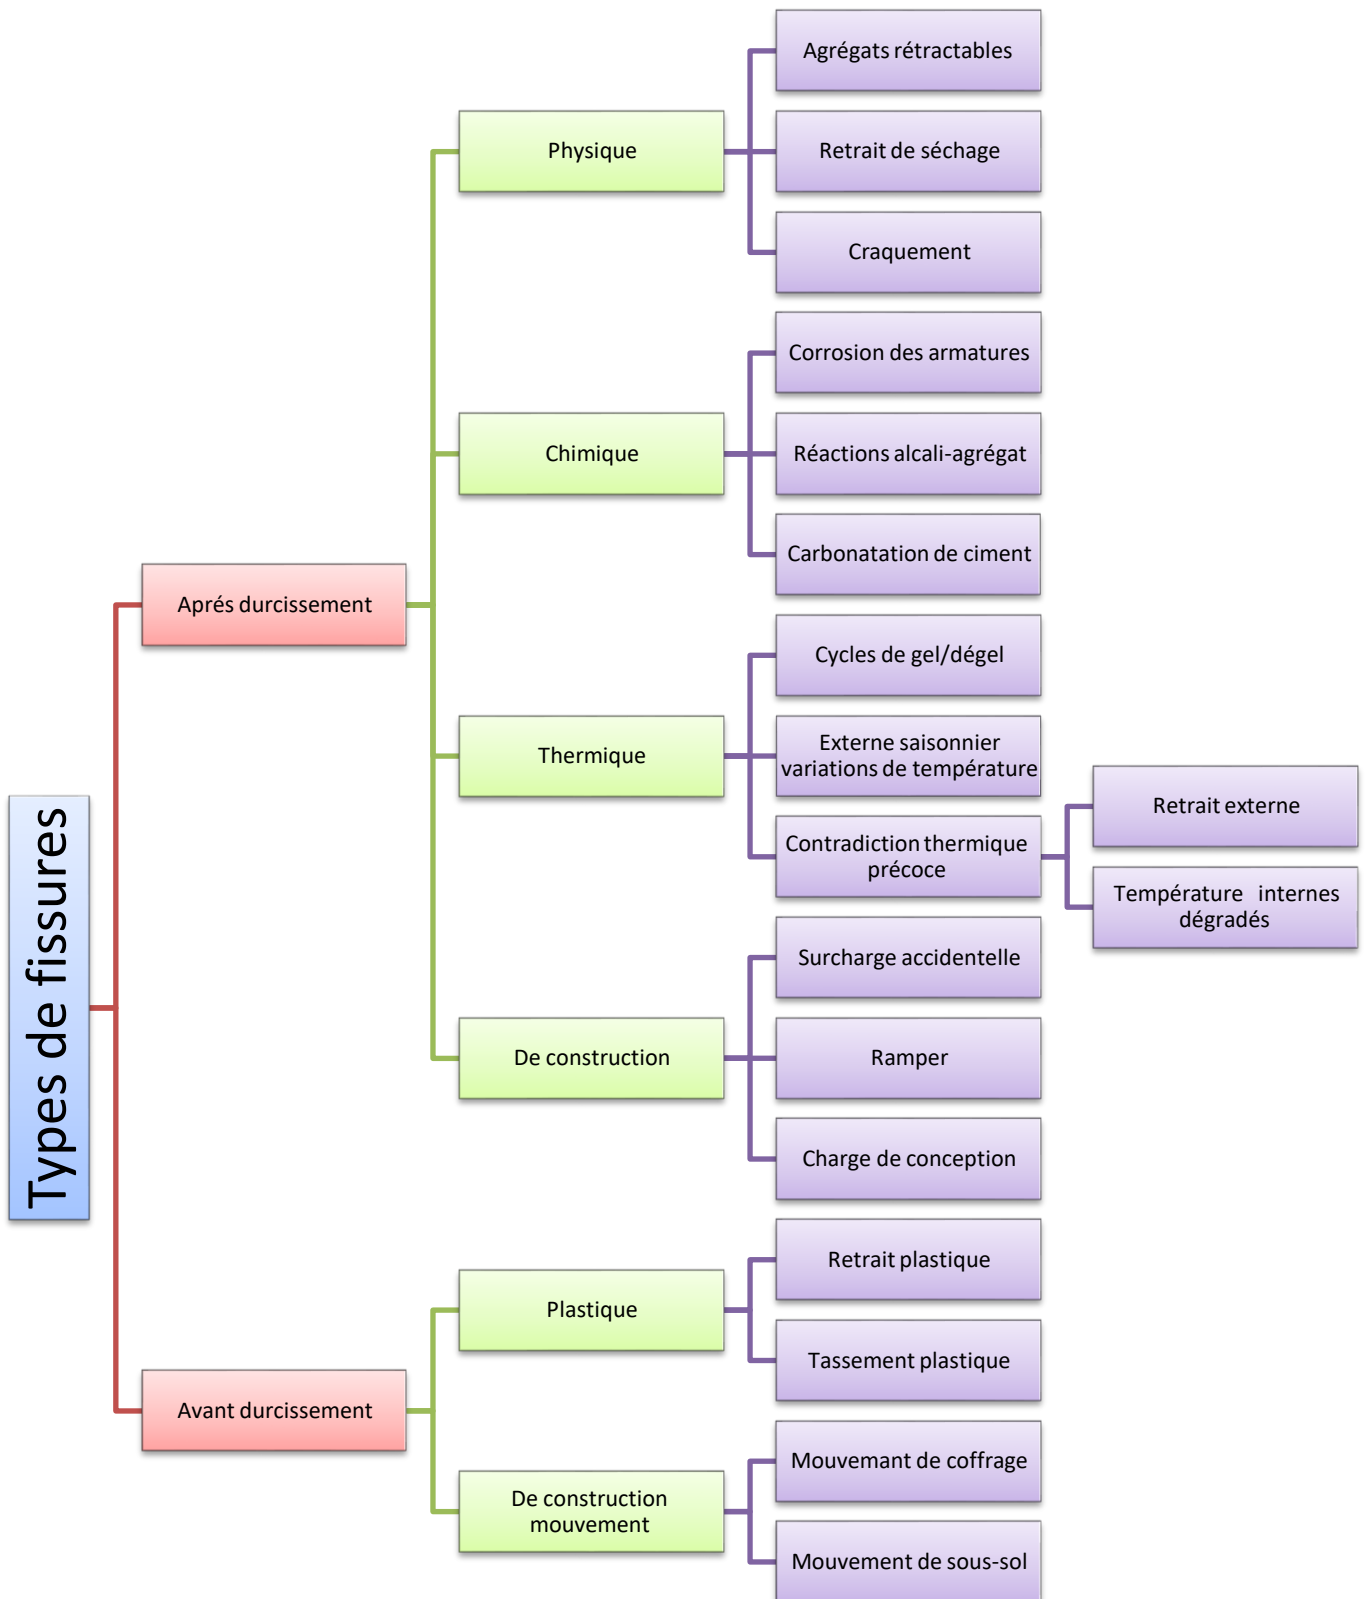 Types de fissures
Aprés durcissement
Physique
Agrégats rétractables
Retrait de séchage
Craquement
Chimique
Corrosion des armatures
Réactions alcali-agrégat
Carbonatation de ciment
Thermique
Cycles de gel/dégel
Externe saisonnier
variations de température
Contradiction thermique
précoce
Retrait externe
Température internes
dégradés
De construction
Surcharge accidentelle
Ramper
Charge de conception
Avant durcissement
Plastique
Retrait plastique
Tassement plastique
De construction
mouvement
Mouvemant de coffrage
Mouvement de sous-sol